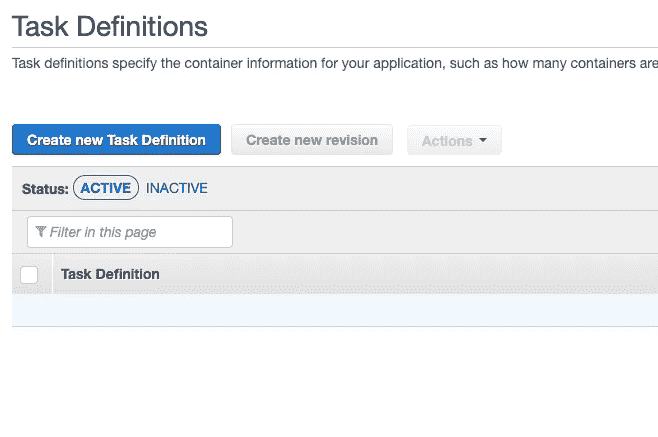 Task Definitions
Task definitions specify the container information for your application, such as how many containers are
Create new Task Definition Create new revision Actions
Status: ACTIVE INACTIVE
Filter in this page
Task Definition